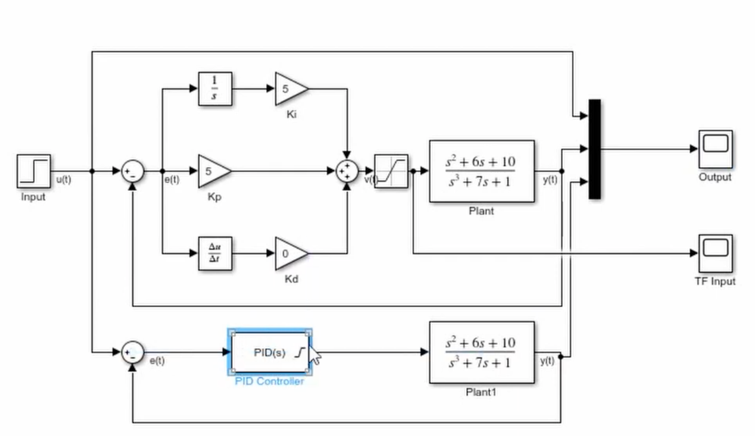 1
s
5
Ki
Input
u(t)
+
-
e(t)
5
Kp
+
+
+
v(t)
s² + 6s + 10
s³ + 7s + 1
Plant
y(t)
Output
Δu
Δt
0
Kd
TF Input
+
-
e(t)
PID(s)
PID Controller
s² + 6s + 10
s³ + 7s + 1
Plant1
y(t)